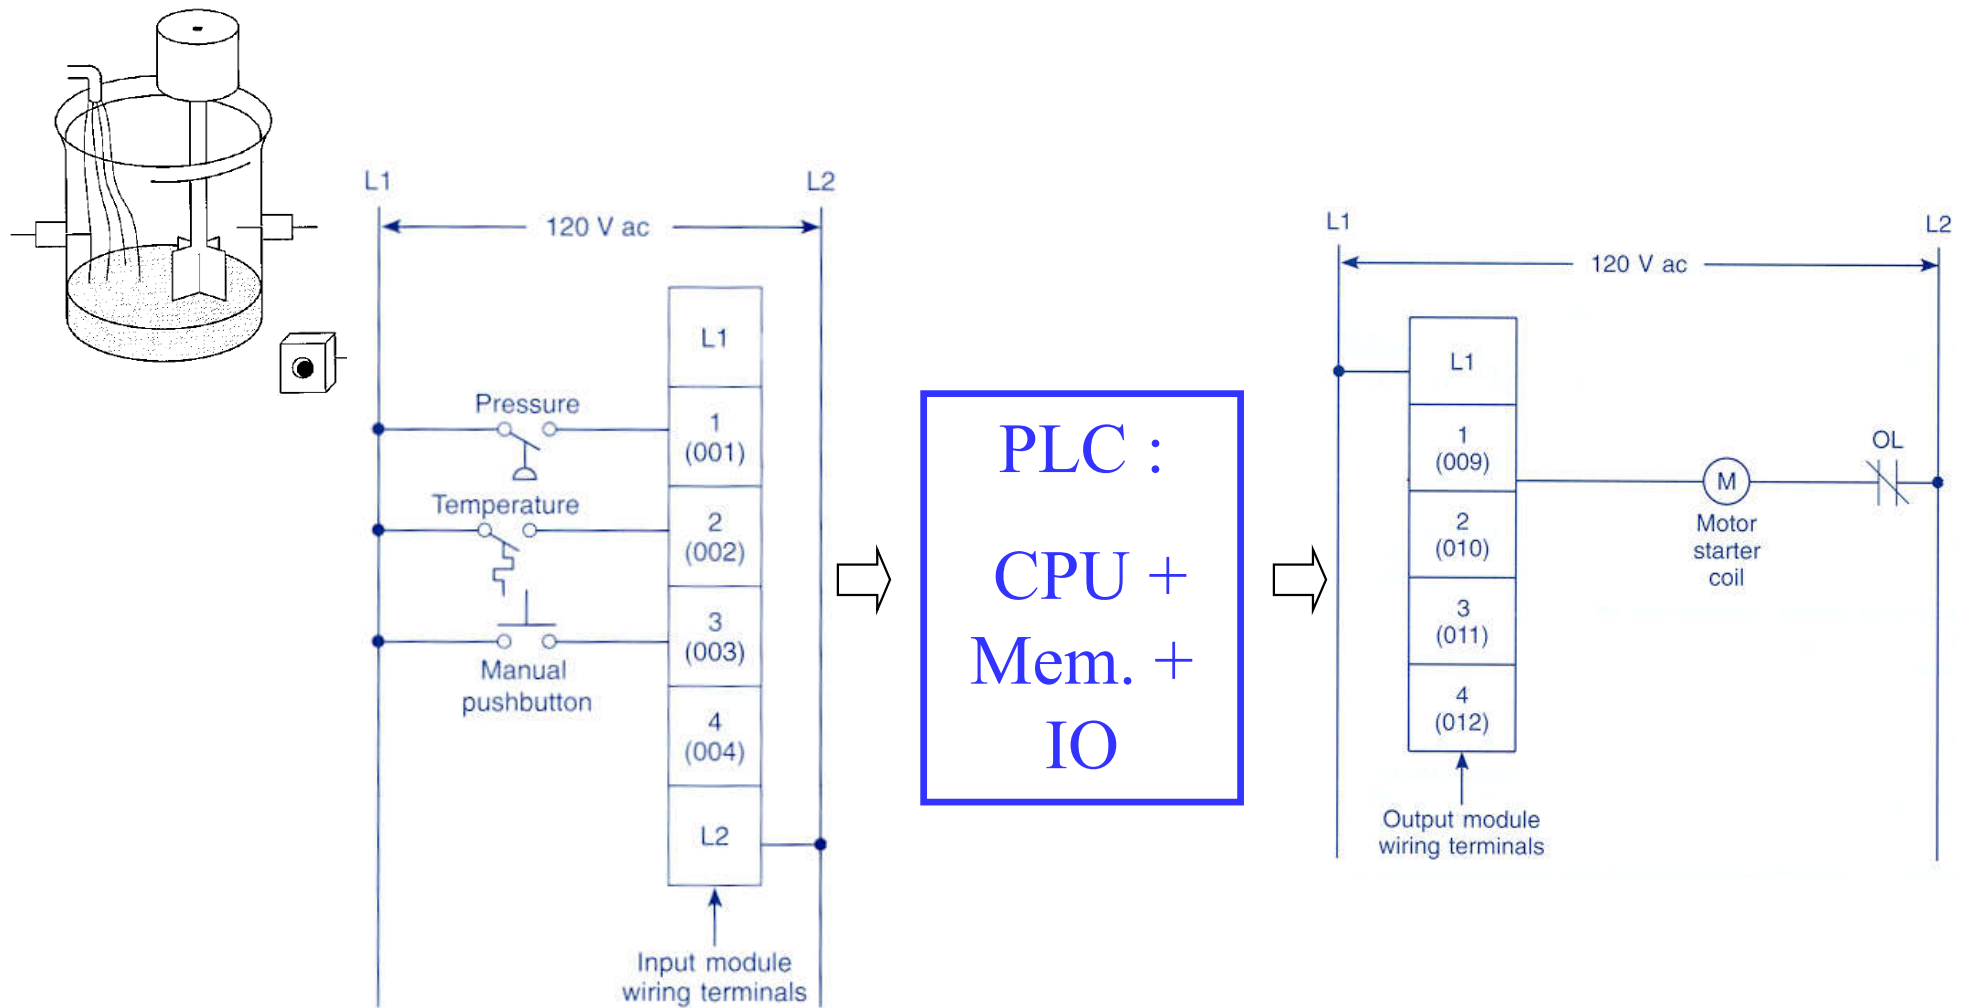 L1
L2
120 V ac
L1
Pressure
1
(001)
Temperature
2
(002)
3
(003)
Manual
pushbutton
4
(004)
L2
Input module
wiring terminals
PLC :
CPU +
Mem. +
IO
L1
L2
120 V ac
L1
1
(009)
OL
M
Motor
starter
coil
2
(010)
3
(011)
4
(012)
Output module
wiring terminals